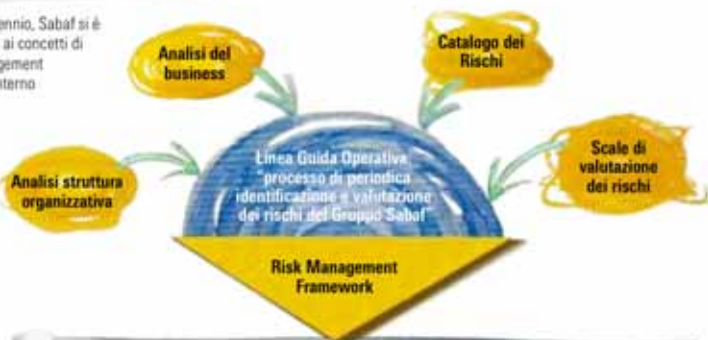 ennio, Sabaf si è
ai concetti di
gement
nterno
Analisi del
business
Catalogo dei
Rischi
Analisi struttura
organizzativa
Linea Guida Operativa
"processo di periodica
identificazione e valutazione
dei rischi del Gruppo Sabaf"
Scale di
valutazione
dei rischi
Risk Management
Framework